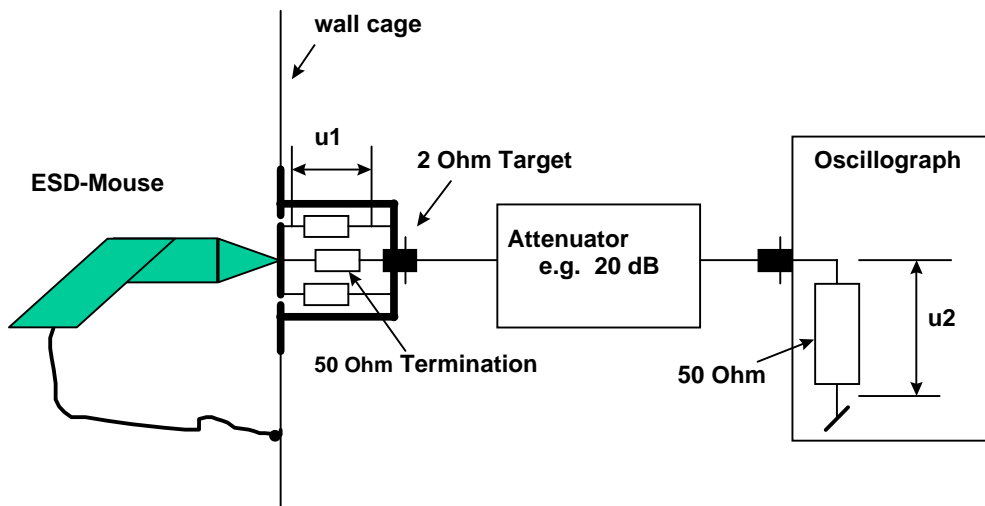 wall cage
u1
2 Ohm Target
Oscillograph
ESD-Mouse
Attenuator
e.g. 20 dB
u2
50 Ohm Termination
50 Ohm